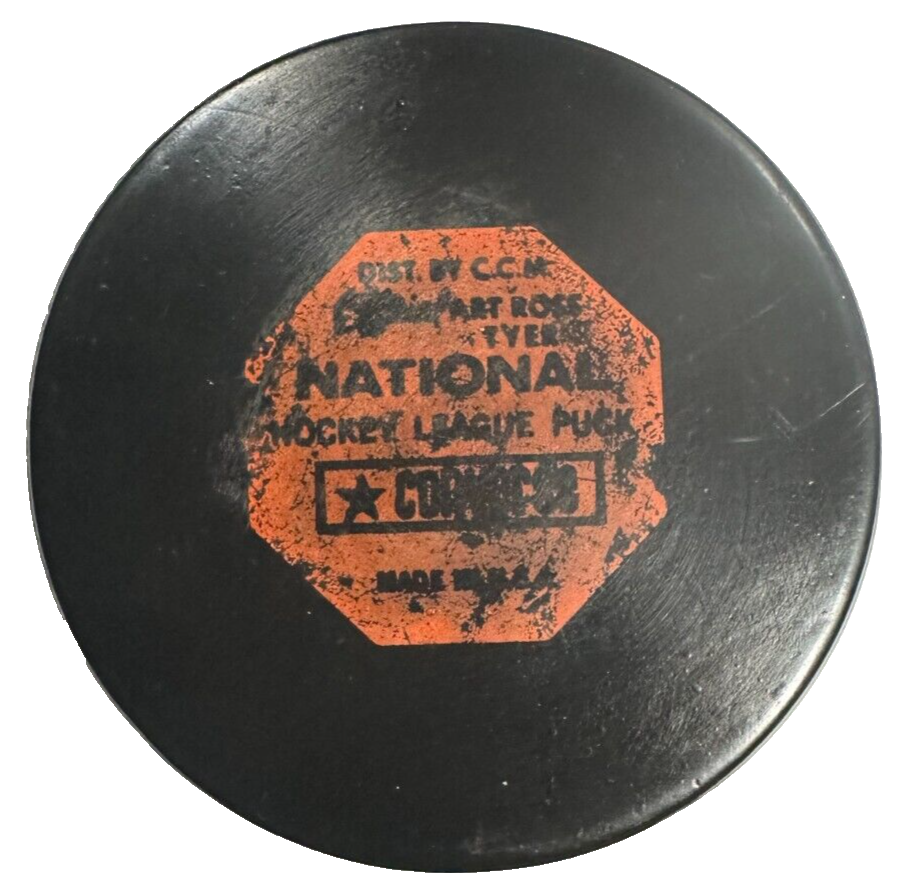 DIST. BY C.C.M.
ART ROSS
TYER
NATIONAL
HOCKEY LEAGUE PUCK
MADE IN U.S.A.